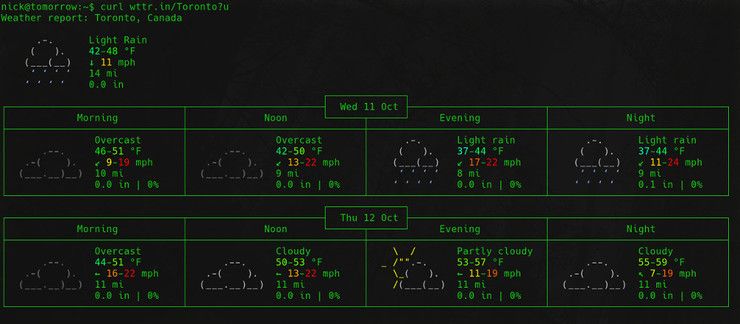 nick@tomorrow:~$ curl wttr.in/Toronto?u
Weather report: Toronto, Canada
Light Rain
42-48 °F
↓ 11 mph
14 mi
0.0 in
Wed 11 Oct
Morning Noon Evening Night
Overcast Overcast Light rain Light rain
46-51 °F 42-50 °F 37-44 °F 37-44 °F
↙ 9-19 mph ↙ 13-22 mph ↙ 17-22 mph ↙ 11-24 mph
10 mi 9 mi 8 mi 9 mi
0.0 in | 0% 0.0 in | 0% 0.0 in | 0% 0.1 in | 0%
Thu 12 Oct
Morning Noon Evening Night
Overcast Cloudy Partly cloudy Cloudy
44-51 °F 50-53 °F 53-57 °F 55-59 °F
← 16-22 mph ← 13-22 mph ← 11-19 mph ↖ 7-19 mph
11 mi 11 mi 11 mi 11 mi
0.0 in | 0% 0.0 in | 0% 0.0 in | 0% 0.0 in | 0%